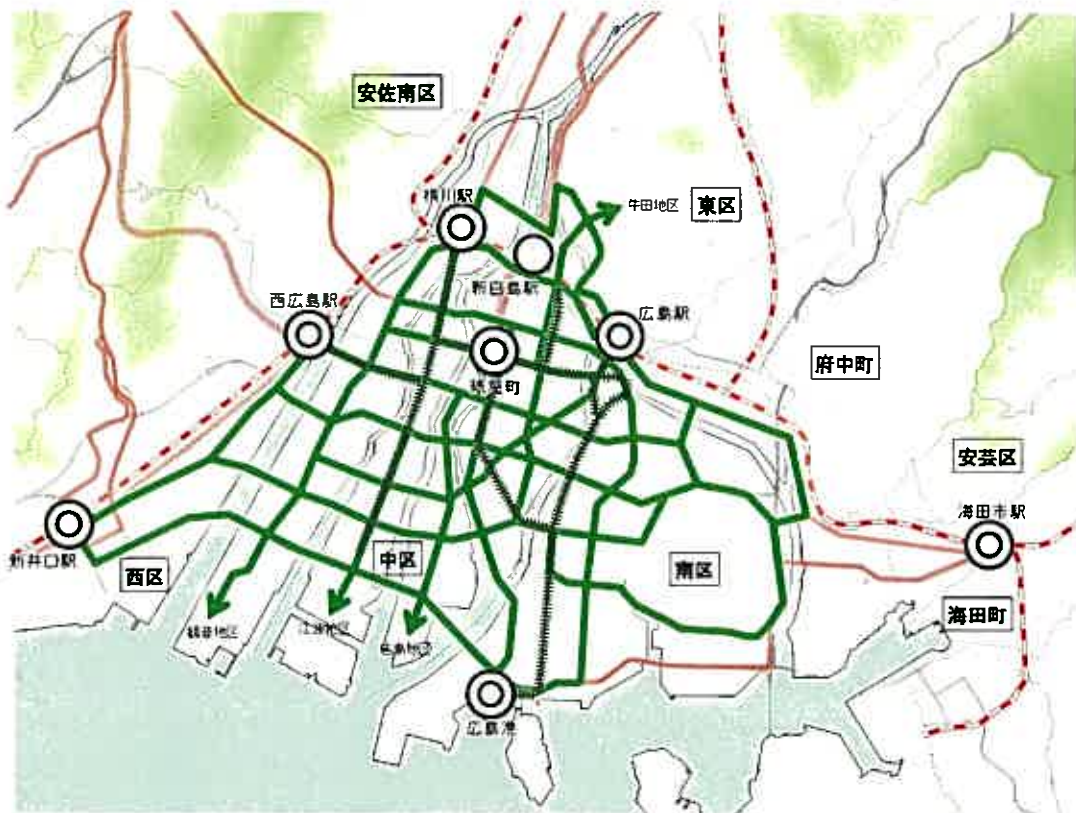 安佐南区
横川駅
牛田地区
東区
新白島駅
西広島駅
広島駅
府中町
紙屋町
安芸区
海田市駅
新井口駅
西区
中区
南区
海田町
観音地区
江波地区
吉島地区
広島港